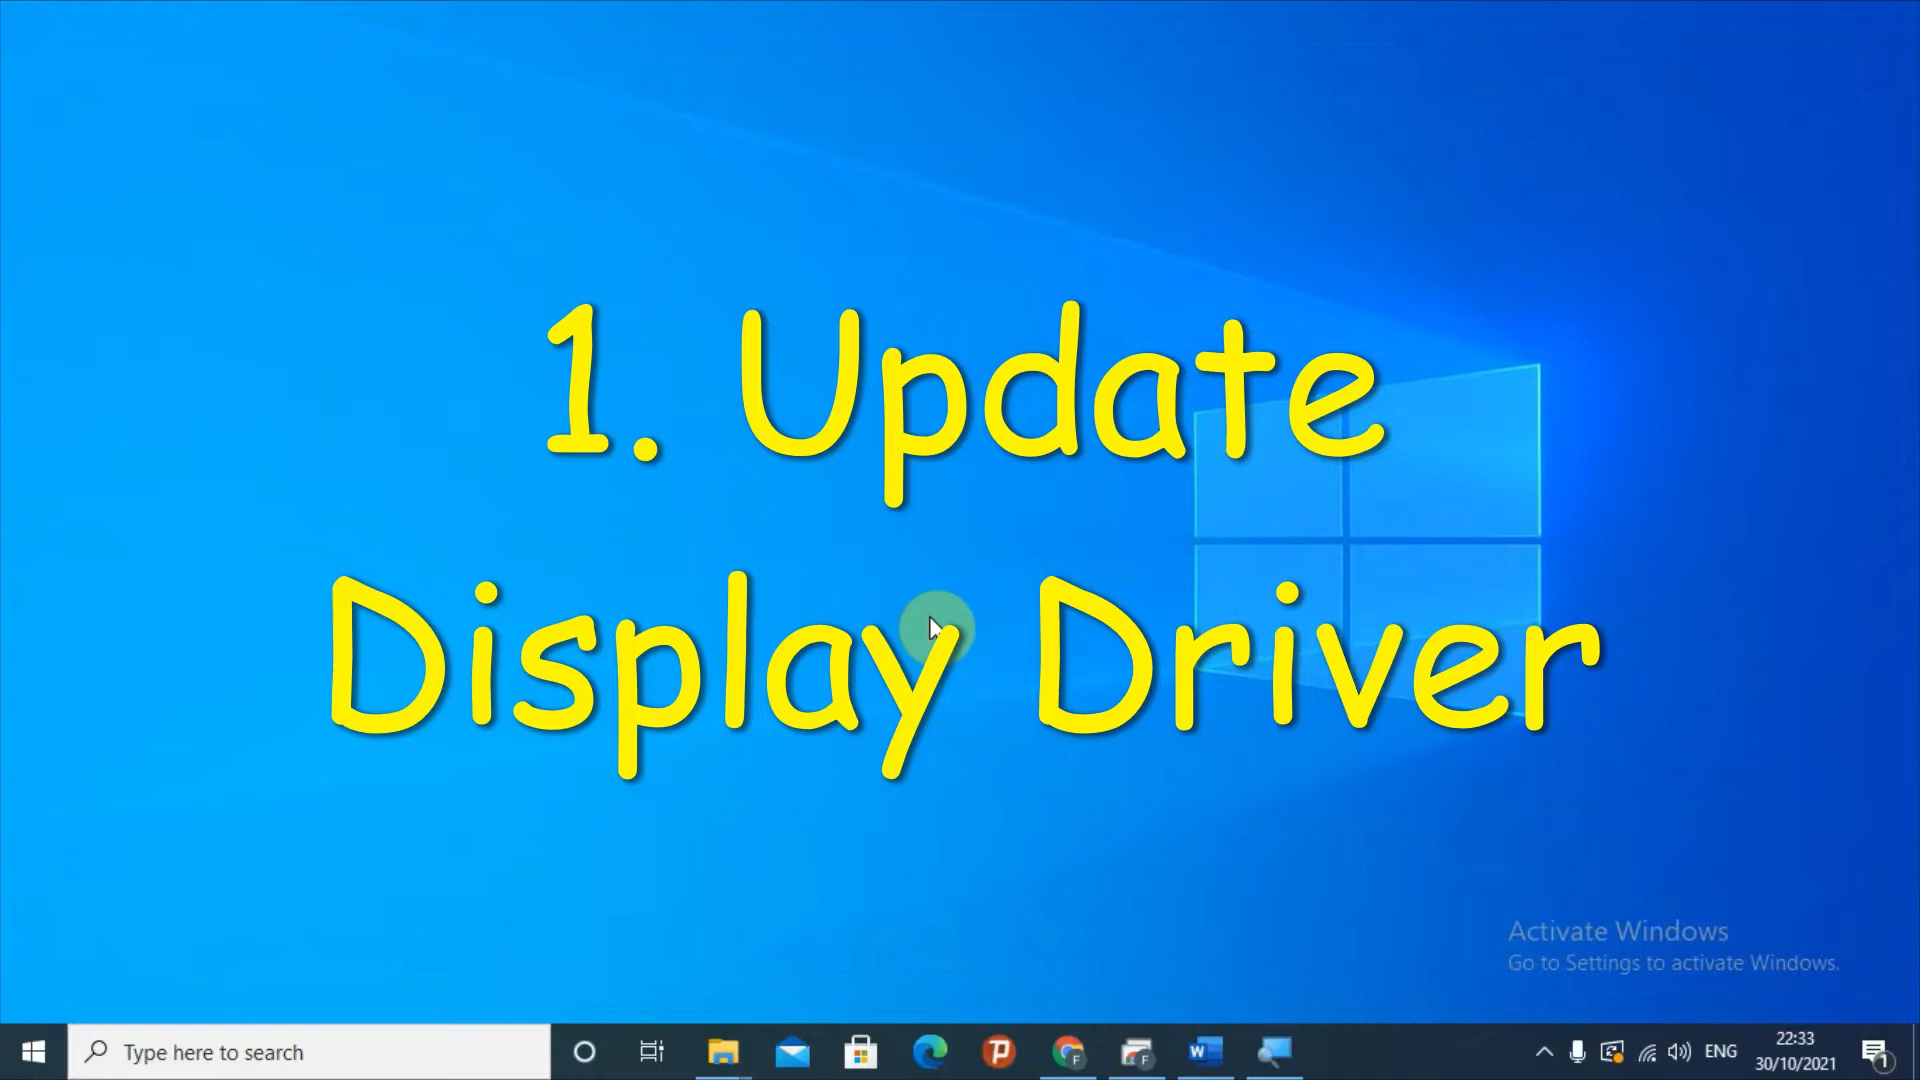 1. Update
Display Driver
Activate Windows
Go to Settings to activate Windows.
Type here to search
ENG
22:33
30/10/2021
1